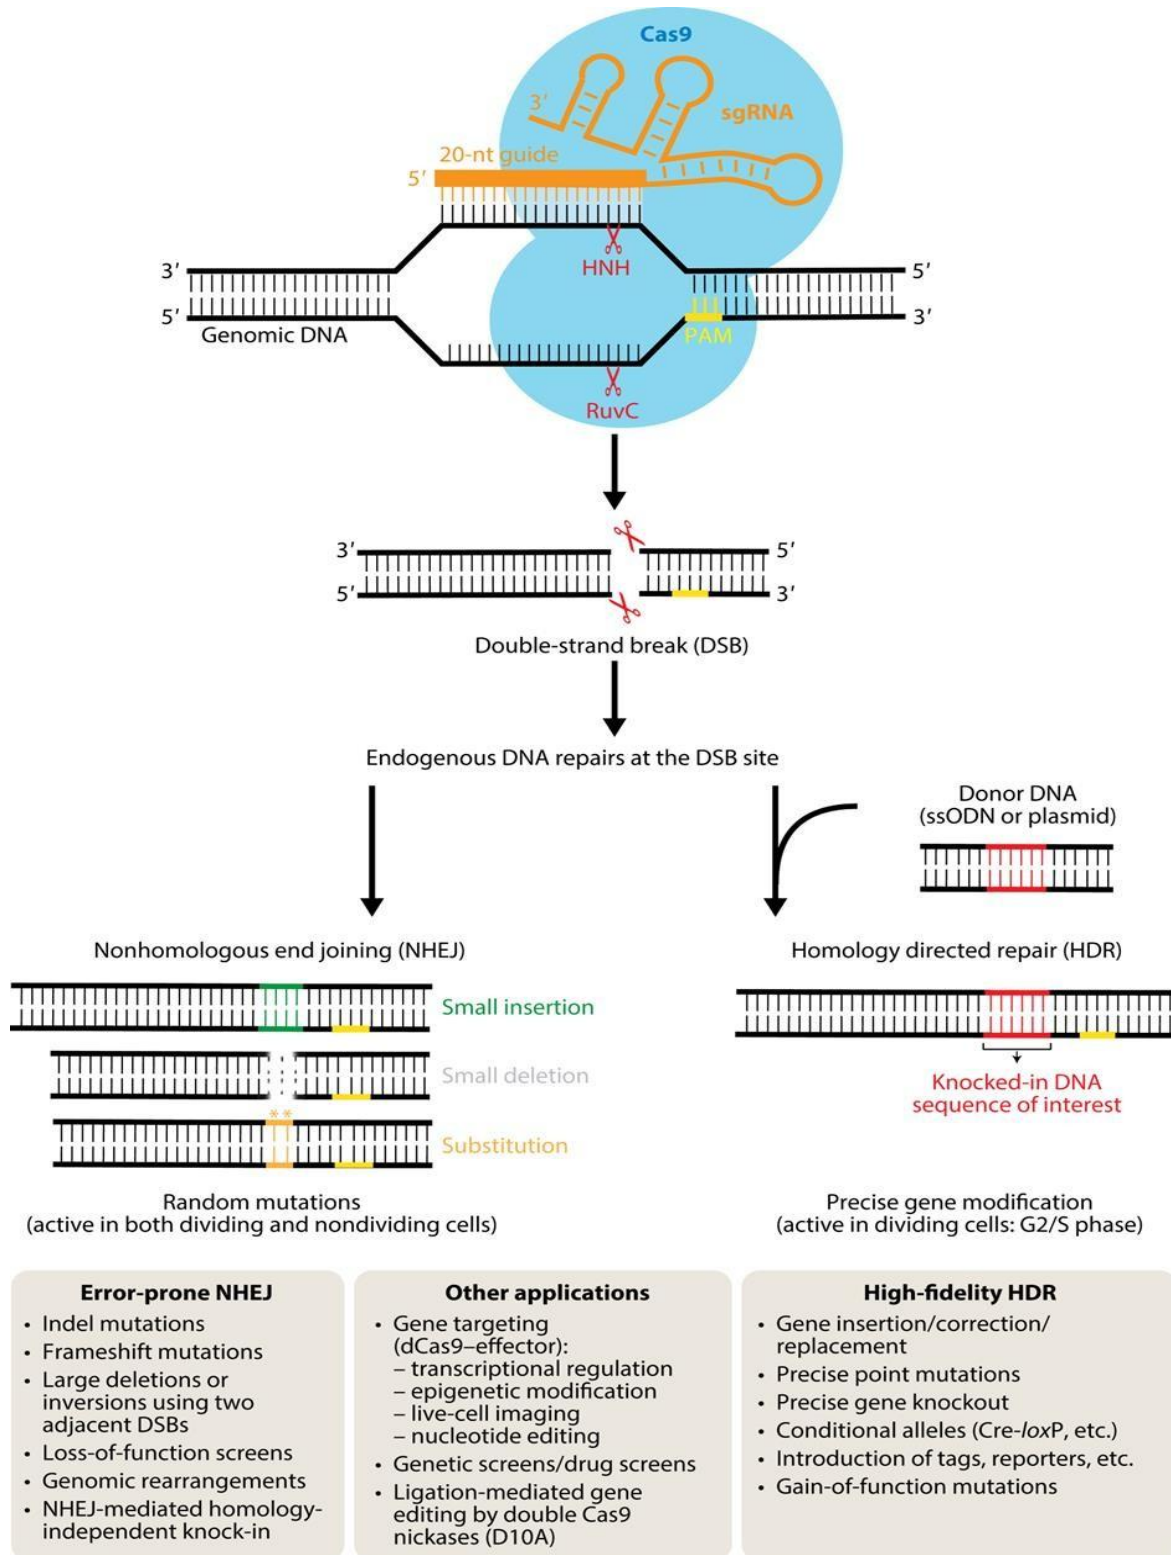 Cas9
3′
sgRNA
20-nt guide
5′
HNH
3′
5′
5′
3′
Genomic DNA
PAM
RuvC
3′
5′
5′
3′
Double-strand break (DSB)
Endogenous DNA repairs at the DSB site
Donor DNA
(ssODN or plasmid)
Nonhomologous end joining (NHEJ)
Small insertion
Small deletion
**
Substitution
Random mutations
(active in both dividing and nondividing cells)
Homology directed repair (HDR)
Knocked-in DNA
sequence of interest
Precise gene modification
(active in dividing cells: G2/S phase)
Error-prone NHEJ
• Indel mutations
• Frameshift mutations
• Large deletions or
inversions using two
adjacent DSBs
• Loss-of-function screens
• Genomic rearrangements
• NHEJ-mediated homology-
independent knock-in
Other applications
• Gene targeting
(dCas9–effector):
– transcriptional regulation
– epigenetic modification
– live-cell imaging
– nucleotide editing
• Genetic screens/drug screens
• Ligation-mediated gene
editing by double Cas9
nickases (D10A)
High-fidelity HDR
• Gene insertion/correction/
replacement
• Precise point mutations
• Precise gene knockout
• Conditional alleles (Cre-loxP, etc.)
• Introduction of tags, reporters, etc.
• Gain-of-function mutations